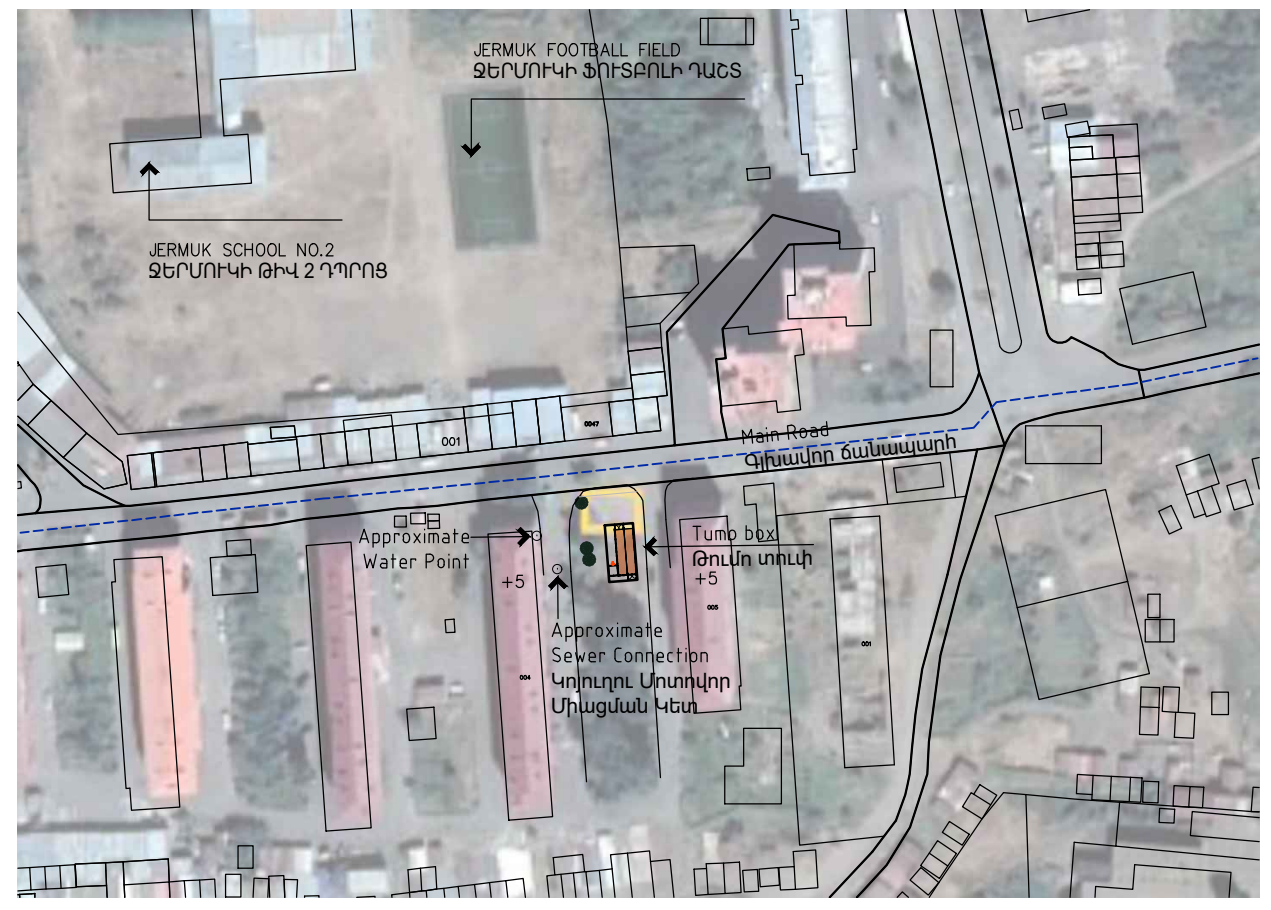 JERMUK FOOTBALL FIELD
ՋԵՐՄՈՒԿԻ ՖՈՒՏԲՈԼԻ ԴԱՇՏ
JERMUK SCHOOL NO.2
ՋԵՐՄՈՒԿԻ ԹԻՎ 2 ԴՊՐՈՑ
001
0047
Main Road
Գլխավոր ճանապարհ
Approximate
Water Point
Tumo box
Թումո տուփ
+5
+5
005
001
004
Approximate
Sewer Connection
Կոյուղու Մոտովոր
Միացման Կետ